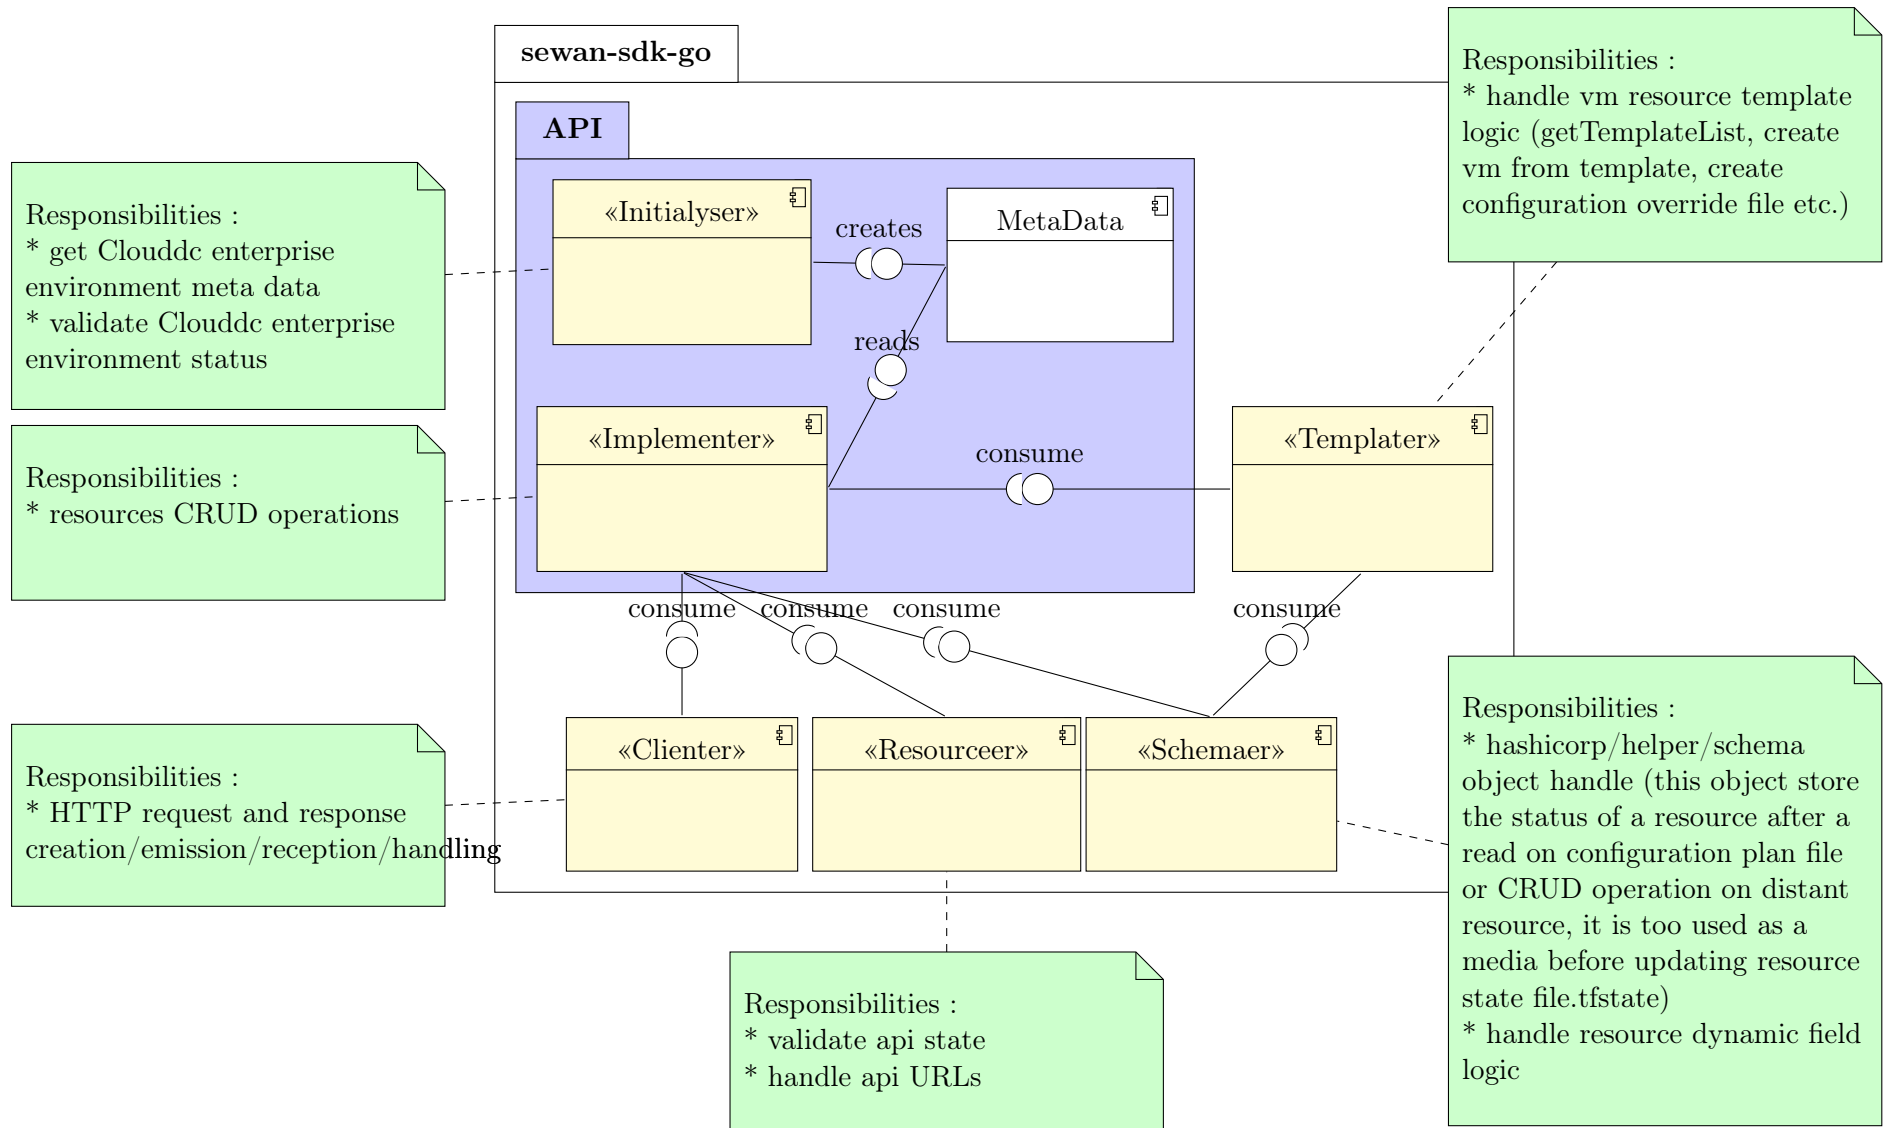 sewan-sdk-go
Responsibilities :
* handle vm resource template
logic (getTemplateList, create
vm from template, create
configuration override file etc.)
API
Responsibilities :
* get Clouddc enterprise
environment meta data
* validate Clouddc enterprise
environment status
«Initialyser»
creates
MetaData
reads
Responsibilities :
* resources CRUD operations
«Implementer»
consume
«Templater»
consume
consume
consume
consume
Responsibilities :
* HTTP request and response
creation/emission/reception/handling
«Clienter»
«Resourceer»
«Schemaer»
Responsibilities :
* hashicorp/helper/schema
object handle (this object store
the status of a resource after a
read on configuration plan file
or CRUD operation on distant
resource, it is too used as a
media before updating resource
state file.tfstate)
* handle resource dynamic field
logic
Responsibilities :
* validate api state
* handle api URLs